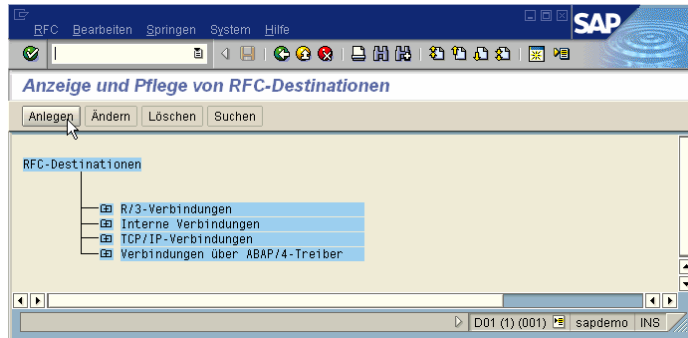 RFC Bearbeiten Springen System Hilfe
SAP
Anzeige und Pflege von RFC-Destinationen
Anlegen Ändern Löschen Suchen
RFC-Destinationen
R/3-Verbindungen
Interne Verbindungen
TCP/IP-Verbindungen
Verbindungen über ABAP/4-Treiber
D01 (1) (001) sapdemo INS